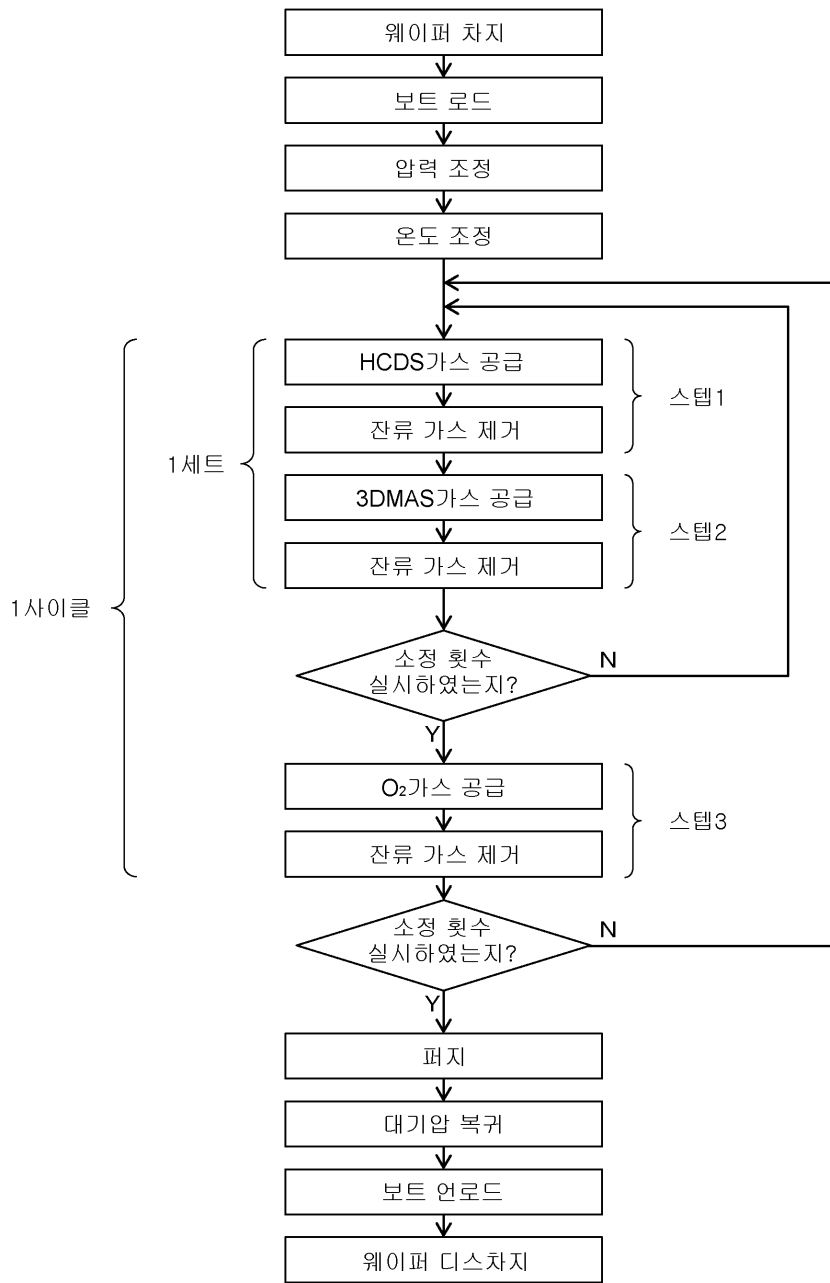 웨이퍼 차지
보트 로드
압력 조정
온도 조정
HCDS가스 공급
스텝1
잔류 가스 제거
1세트
3DMAS가스 공급
스텝2
잔류 가스 제거
1사이클
소정 횟수
실시하였는지?
N
Y
O₂가스 공급
스텝3
잔류 가스 제거
소정 횟수
실시하였는지?
N
Y
퍼지
대기압 복귀
보트 언로드
웨이퍼 디스차지